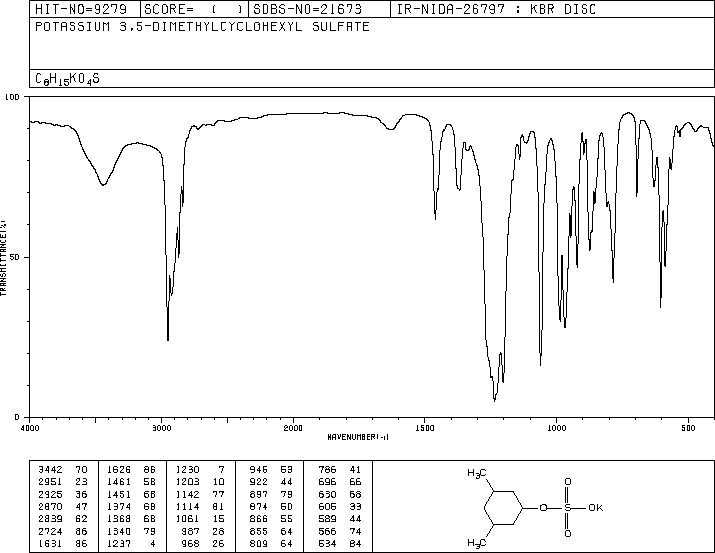 HIT-NO=9279 SCORE= ( ) SDBS-NO=21673 IR-NIDA-26797 : KBR DISC
POTASSIUM 3,5-DIMETHYLCYCLOHEXYL SULFATE
C8H15KO4S
100
50
0
TRANSMITTANCE(%)
4000 3000 2000 1500 1000 500
WAVENUMBER(-1)
3442 70 1626 86 1230 7 946 53 786 41
2951 23 1461 58 1203 10 922 44 696 66
2925 36 1451 68 1142 77 897 79 630 68
2870 47 1374 68 1114 81 874 50 605 33
2839 62 1368 68 1061 15 866 55 589 44
2724 86 1340 79 987 28 855 64 566 74
1631 86 1237 4 968 26 809 64 534 84
H3C
O
O S OK
O
H3C